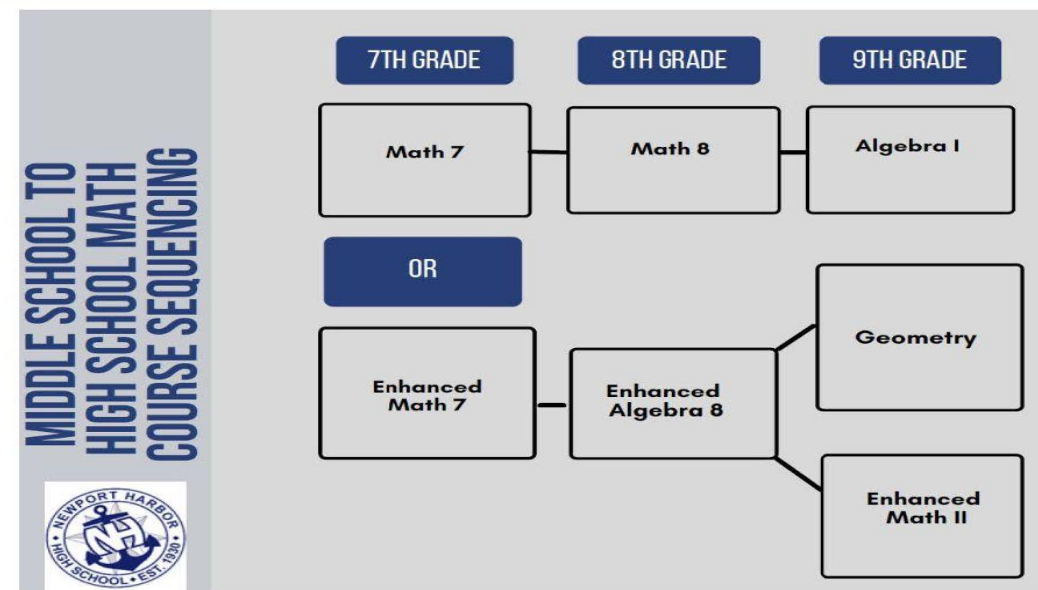 MIDDLE SCHOOL TO
HIGH SCHOOL MATH
COURSE SEQUENCING
7TH GRADE
8TH GRADE
9TH GRADE
Math 7
Math 8
Algebra I
OR
Enhanced
Math 7
Enhanced
Algebra 8
Geometry
Enhanced
Math II
NEWPORT HARBOR
NH
HIGH SCHOOL • EST. 1930